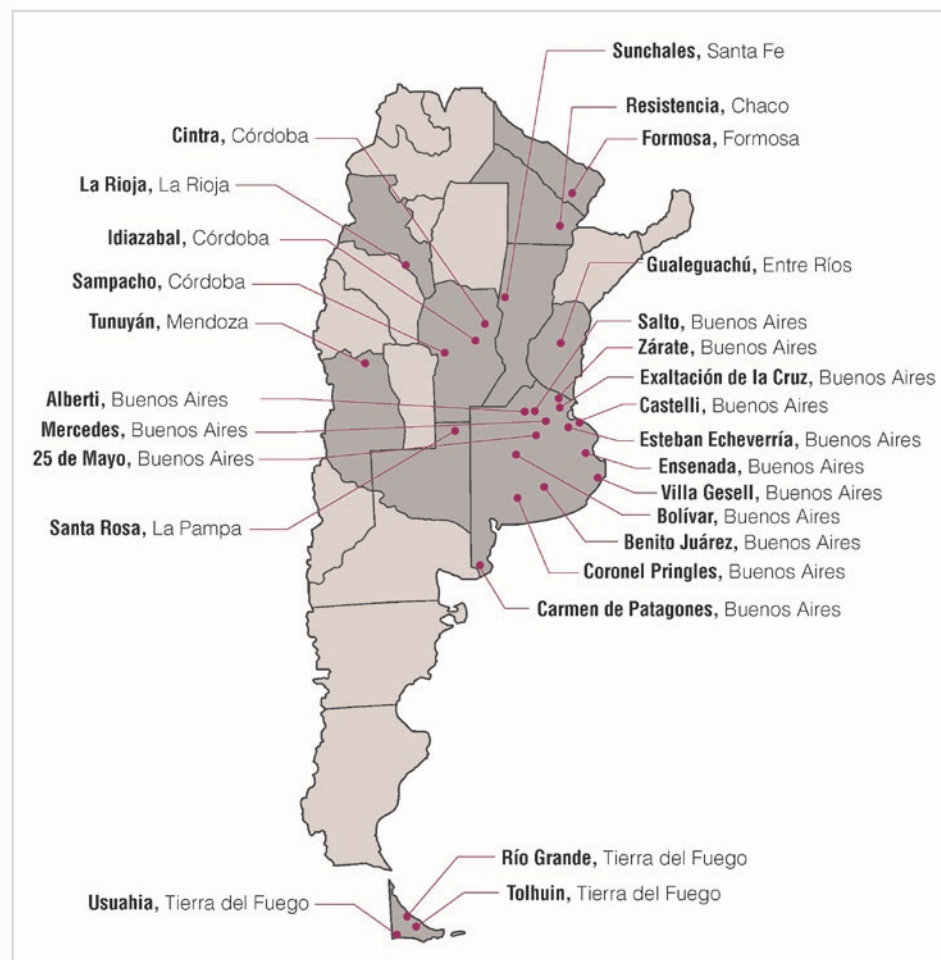 Sunchales, Santa Fe
Resistencia, Chaco
Cintra, Córdoba
Formosa, Formosa
La Rioja, La Rioja
Idiazabal, Córdoba
Gualeguachú, Entre Ríos
Sampacho, Córdoba
Tunuyán, Mendoza
Salto, Buenos Aires
Zárate, Buenos Aires
Exaltación de la Cruz, Buenos Aires
Alberti, Buenos Aires
Castelli, Buenos Aires
Mercedes, Buenos Aires
Esteban Echeverría, Buenos Aires
25 de Mayo, Buenos Aires
Ensenada, Buenos Aires
Villa Gesell, Buenos Aires
Bolívar, Buenos Aires
Santa Rosa, La Pampa
Benito Juárez, Buenos Aires
Coronel Pringles, Buenos Aires
Carmen de Patagones, Buenos Aires
Río Grande, Tierra del Fuego
Tolhuin, Tierra del Fuego
Usuahia, Tierra del Fuego